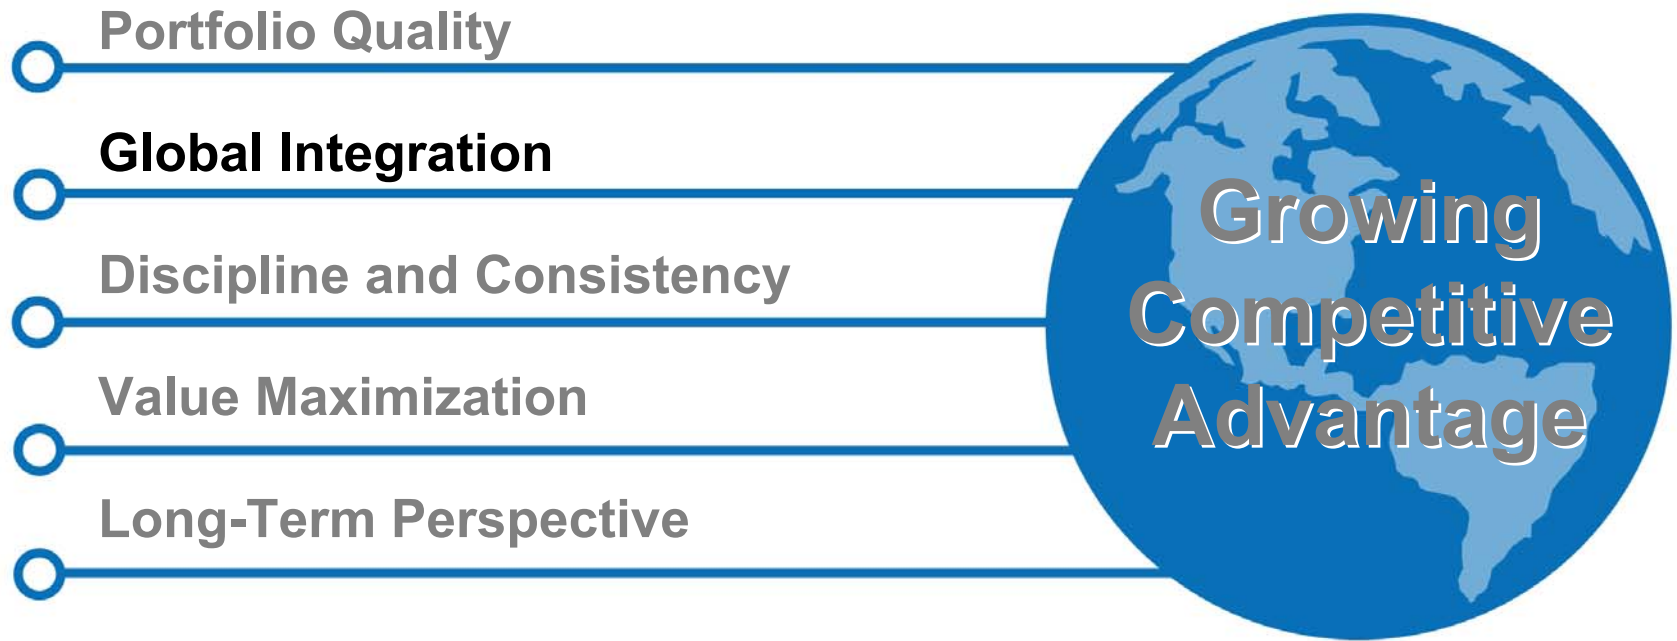 Portfolio Quality
Global Integration
Discipline and Consistency
Value Maximization
Long-Term Perspective
Growing
Competitive
Advantage